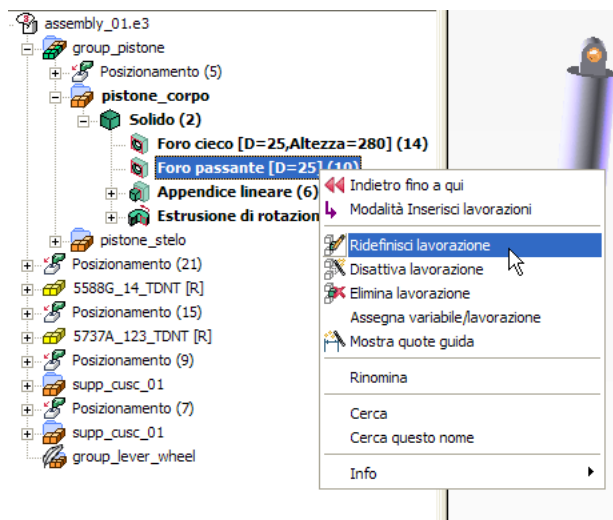 assembly_01.e3
group_pistone
Posizionamento (5)
pistone_corpo
Solido (2)
Foro cieco [D=25,Altezza=280] (14)
Foro passante [D=25] (10)
Appendice lineare (6)
Estrusione di rotazion
pistone_stelo
Posizionamento (21)
5588G_14_TDNT [R]
Posizionamento (15)
5737A_123_TDNT [R]
Posizionamento (9)
supp_cusc_01
Posizionamento (7)
supp_cusc_01
group_lever_wheel
Indietro fino a qui
Modalità Inserisci lavorazioni
Ridefinisci lavorazione
Disattiva lavorazione
Elimina lavorazione
Assegna variabile/lavorazione
Mostra quote guida
Rinomina
Cerca
Cerca questo nome
Info